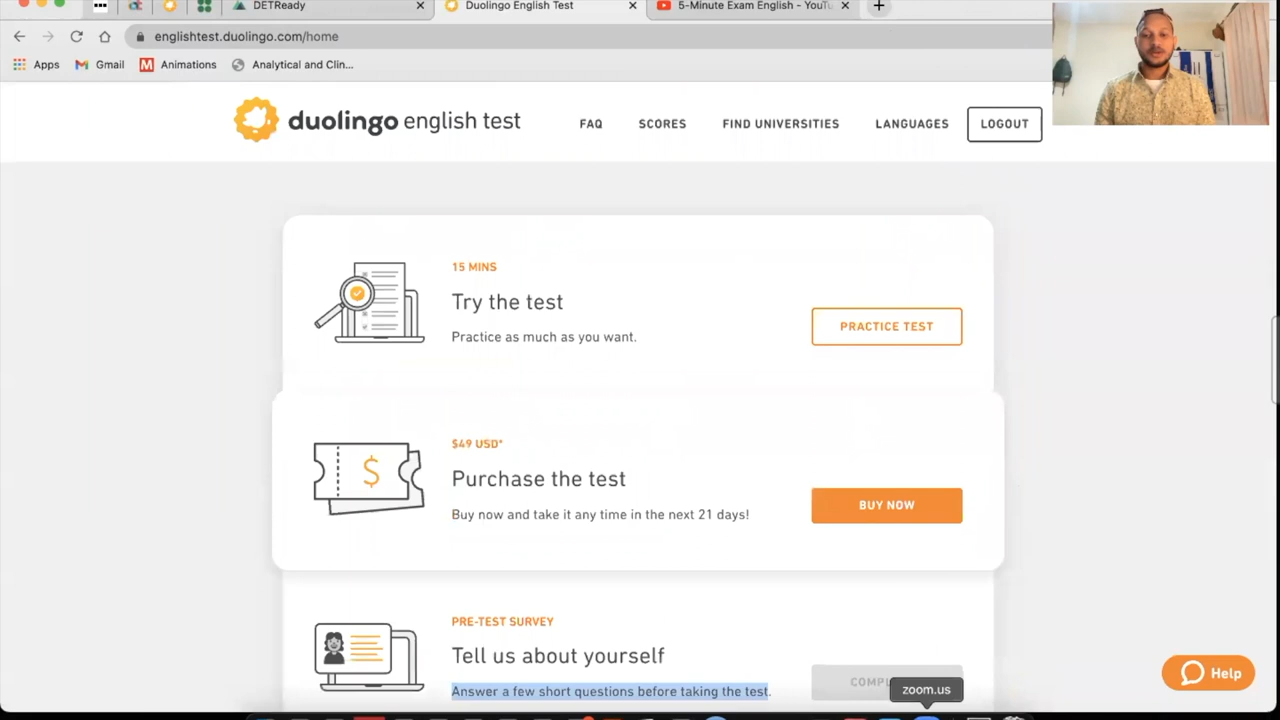 DETReady
Duolingo English Test
5-Minute Exam English - YouTu
englishtest.duolingo.com/home
Apps
Gmail
Animations
Analytical and Clin...
duolingo english test
FAQ
SCORES
FIND UNIVERSITIES
LANGUAGES
LOGOUT
15 MINS
Try the test
Practice as much as you want.
PRACTICE TEST
$49 USD*
Purchase the test
Buy now and take it any time in the next 21 days!
BUY NOW
PRE-TEST SURVEY
Tell us about yourself
Answer a few short questions before taking the test.
zoom.us
Help